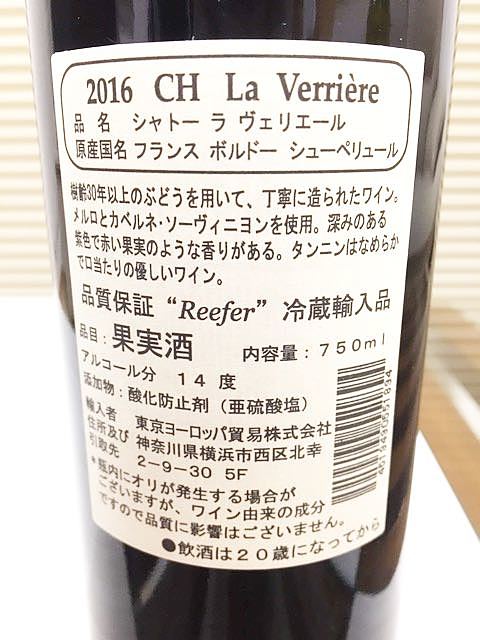 2016 CH La Verrière
品 名 シャトー ラ ヴェリエール
原産国名 フランス ボルドー シューペリュール
樹齢30年以上のぶどうを用いて、丁寧に造られたワイン。
メルロとカベルネ・ソーヴィニヨンを使用。深みのある
紫色で赤い果実のような香りがある。タンニンはなめらか
で口当たりの優しいワイン。
品質保証 “Reefer” 冷蔵輸入品
品目：果実酒 内容量：750ml
アルコール分 14度
添加物：酸化防止剤（亜硫酸塩）
輸入者 東京ヨーロッパ貿易株式会社
住所及び 神奈川県横浜市西区北幸
引取先 2-9-30 5F
＊瓶内にオリが発生する場合が
ございますが、ワイン由来の成分
ですので品質に影響はございません。
●飲酒は20歳になってから